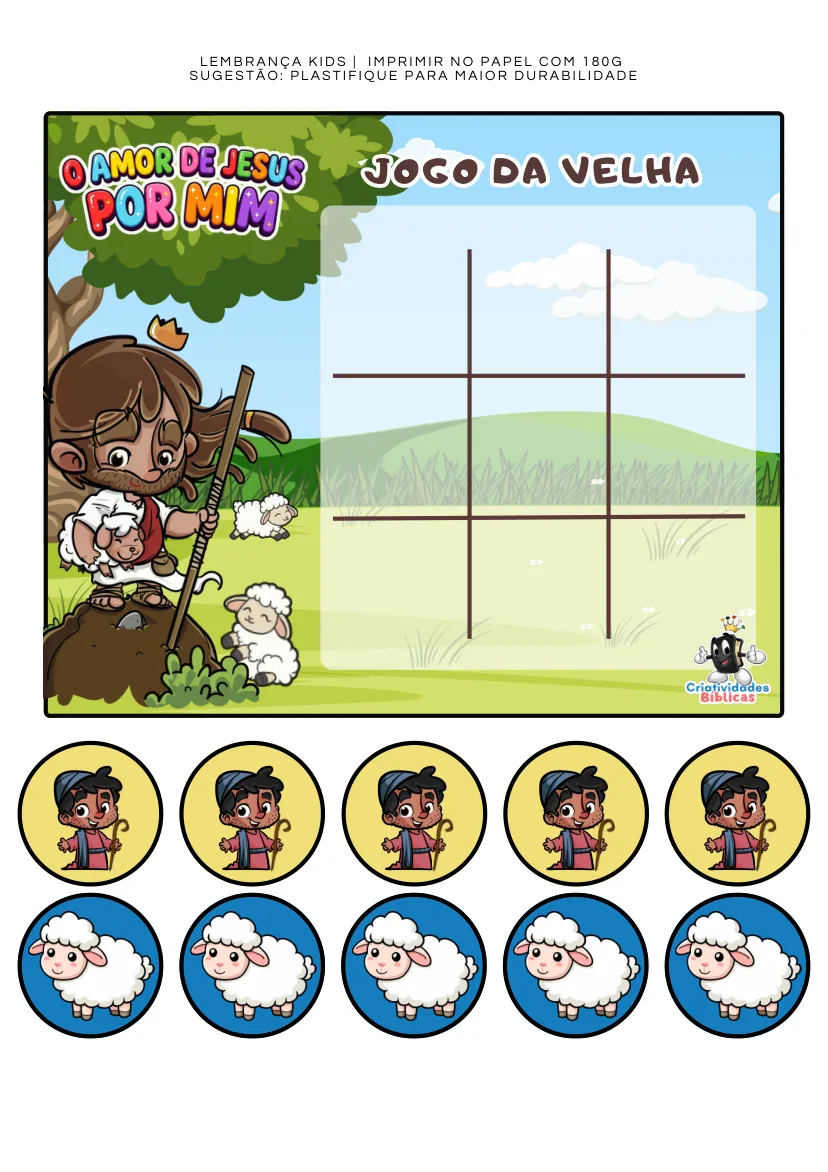 LEMBRANÇA KIDS | IMPRIMIR NO PAPEL COM 180G
SUGESTÃO: PLASTIFIQUE PARA MAIOR DURABILIDADE
O AMOR DE JESUS
POR MIM
JOGO DA VELHA
Criatividades
Bíblicas